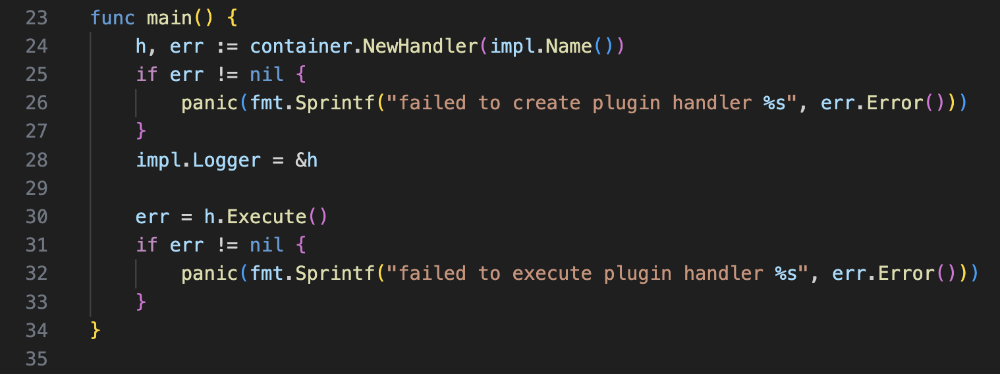 23 func main() {
24     h, err := container.NewHandler(impl.Name())
25     if err != nil {
26         panic(fmt.Sprintf("failed to create plugin handler %s", err.Error()))
27     }
28     impl.Logger = &h
29
30     err = h.Execute()
31     if err != nil {
32         panic(fmt.Sprintf("failed to execute plugin handler %s", err.Error()))
33     }
34 }
35